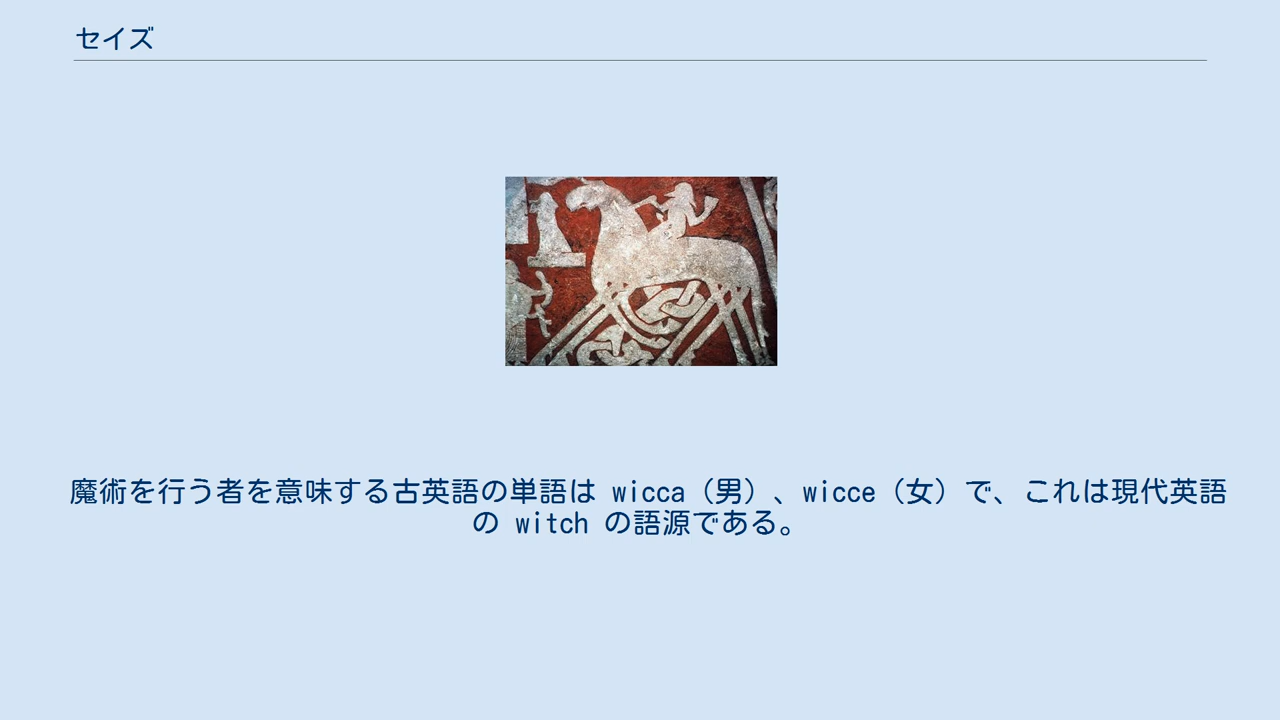 セイズ
魔術を行う者を意味する古英語の単語は wicca（男）、wicce（女）で、これは現代英語
の witch の語源である。